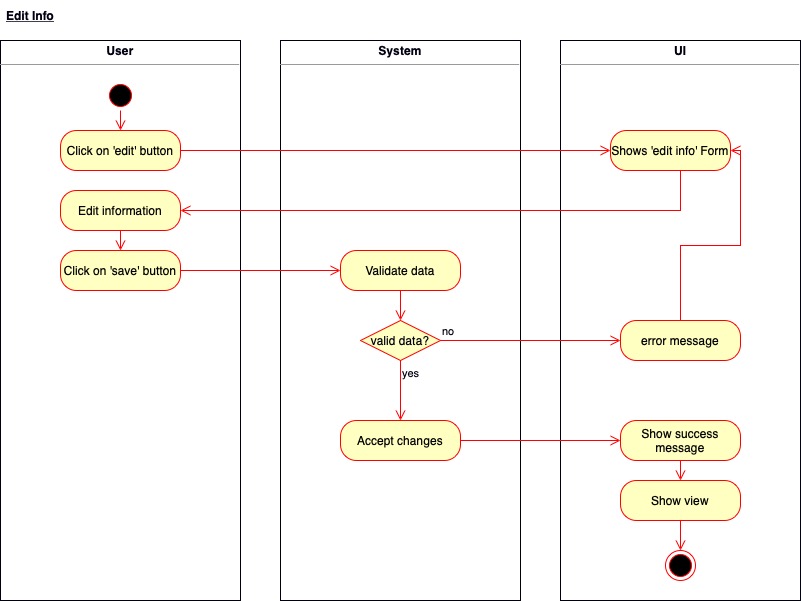 Edit Info
User
System
UI
Click on 'edit' button
Shows 'edit info' Form
Edit information
Click on 'save' button
Validate data
valid data?
no
error message
yes
Accept changes
Show success
message
Show view